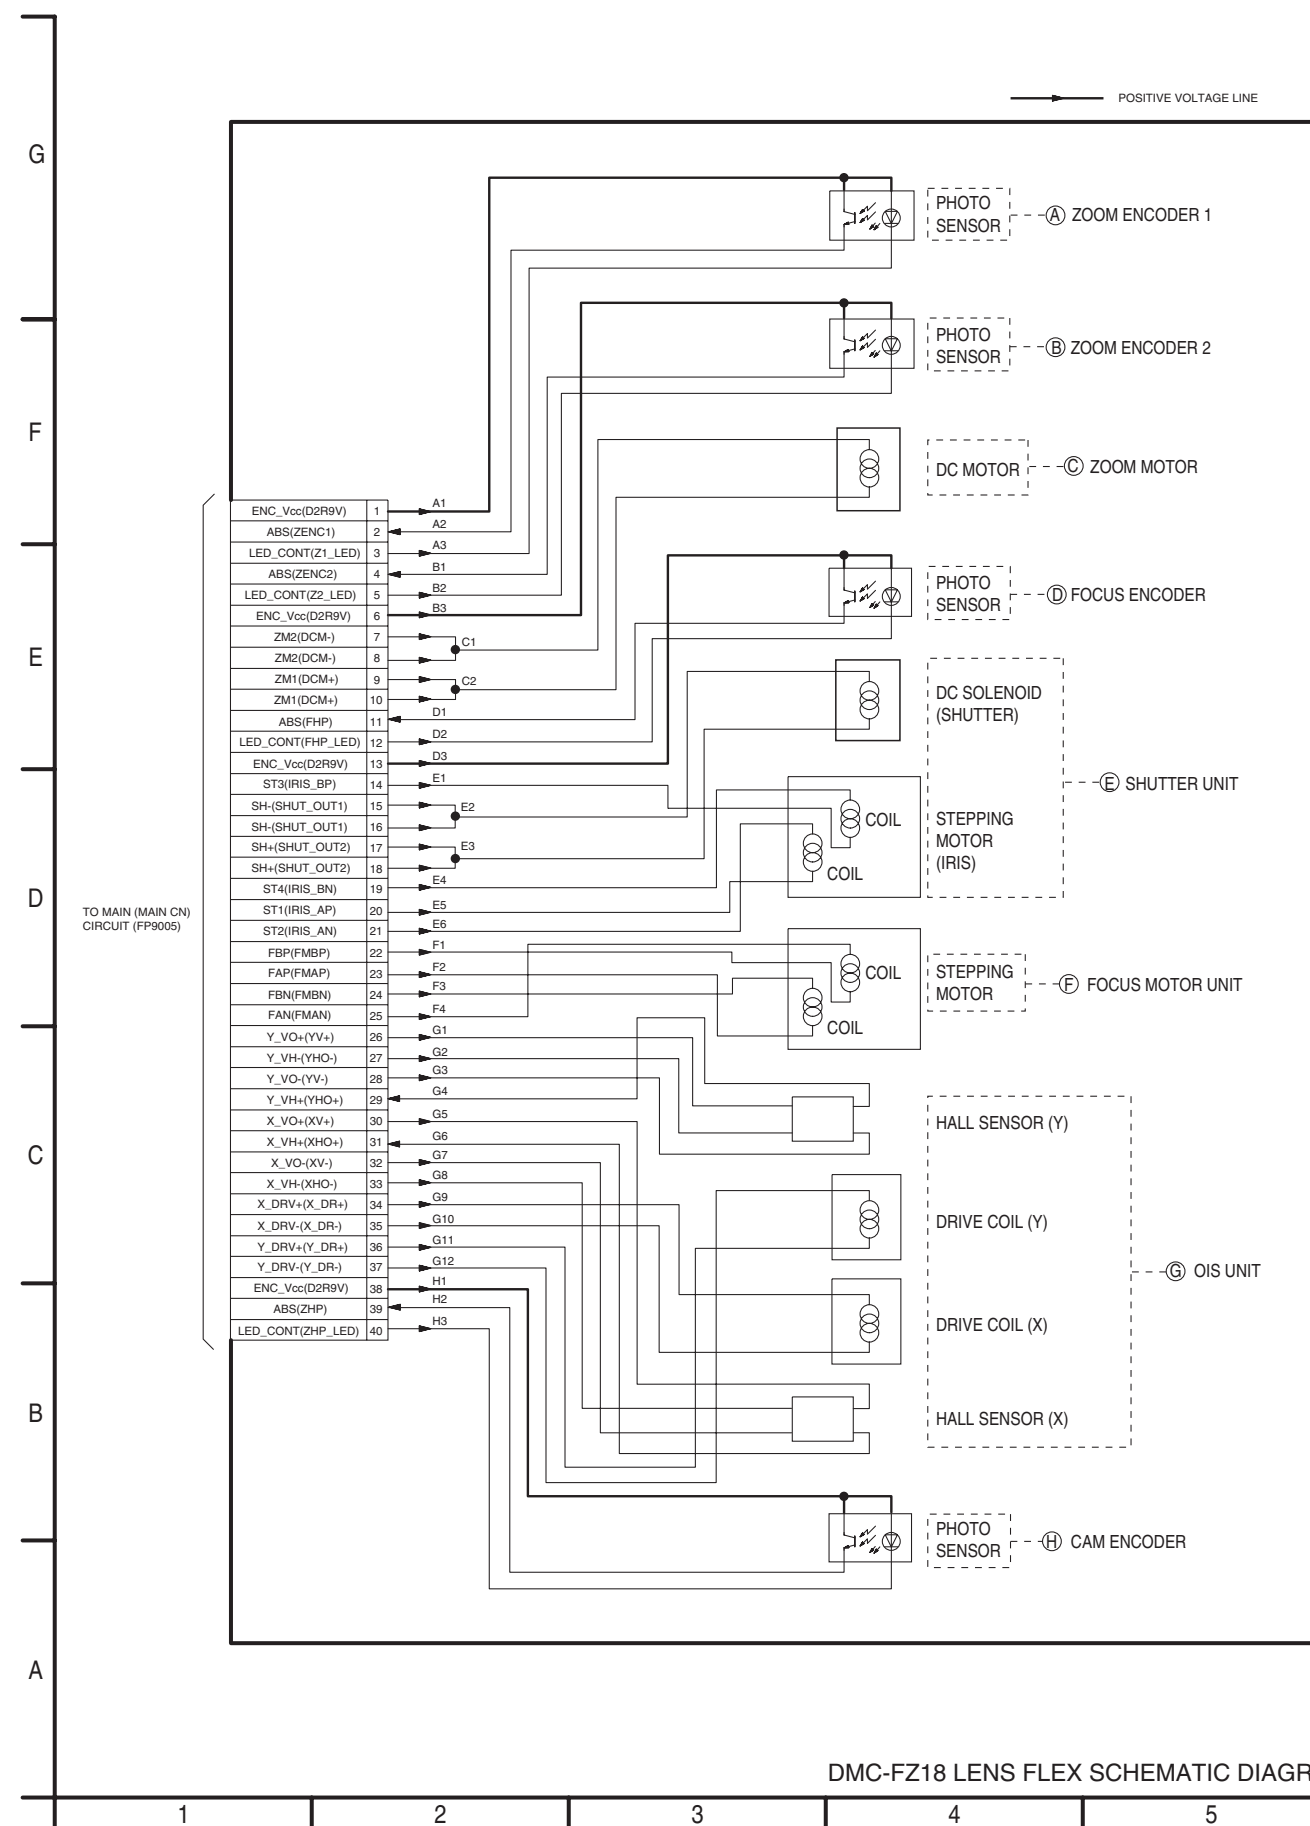 POSITIVE VOLTAGE LINE
G
PHOTO
SENSOR
A ZOOM ENCODER 1
PHOTO
SENSOR
B ZOOM ENCODER 2
F
DC MOTOR
C ZOOM MOTOR
ENC_Vcc(D2R9V) 1 A1
ABS(ZENC1) 2 A2
LED_CONT(Z1_LED) 3 A3
ABS(ZENC2) 4 B1
LED_CONT(Z2_LED) 5 B2
ENC_Vcc(D2R9V) 6 B3
ZM2(DCM-) 7
C1
ZM2(DCM-) 8
ZM1(DCM+) 9
C2
ZM1(DCM+) 10
ABS(FHP) 11 D1
LED_CONT(FHP_LED) 12 D2
ENC_Vcc(D2R9V) 13 D3
ST3(IRIS_BP) 14 E1
SH-(SHUT_OUT1) 15
E2
SH-(SHUT_OUT1) 16
SH+(SHUT_OUT2) 17
E3
SH+(SHUT_OUT2) 18
ST4(IRIS_BN) 19 E4
ST1(IRIS_AP) 20 E5
ST2(IRIS_AN) 21 E6
FBP(FMBP) 22 F1
FAP(FMAP) 23 F2
FBN(FMBN) 24 F3
FAN(FMAN) 25 F4
Y_VO+(YV+) 26 G1
Y_VH-(YHO-) 27 G2
Y_VO-(YV-) 28 G3
Y_VH+(YHO+) 29 G4
X_VO+(XV+) 30 G5
X_VH+(XHO+) 31 G6
X_VO-(XV-) 32 G7
X_VH-(XHO-) 33 G8
X_DRV+(X_DR+) 34 G9
X_DRV-(X_DR-) 35 G10
Y_DRV+(Y_DR+) 36 G11
Y_DRV-(Y_DR-) 37 G12
ENC_Vcc(D2R9V) 38 H1
ABS(ZHP) 39 H2
LED_CONT(ZHP_LED) 40 H3
TO MAIN (MAIN CN)
CIRCUIT (FP9005)
PHOTO
SENSOR
D FOCUS ENCODER
E
DC SOLENOID
(SHUTTER)
E SHUTTER UNIT
COIL
COIL
STEPPING
MOTOR
(IRIS)
D
COIL
COIL
STEPPING
MOTOR
F FOCUS MOTOR UNIT
HALL SENSOR (Y)
C
DRIVE COIL (Y)
G OIS UNIT
DRIVE COIL (X)
B
HALL SENSOR (X)
PHOTO
SENSOR
H CAM ENCODER
A
DMC-FZ18 LENS FLEX SCHEMATIC DIAGR
1 2 3 4 5